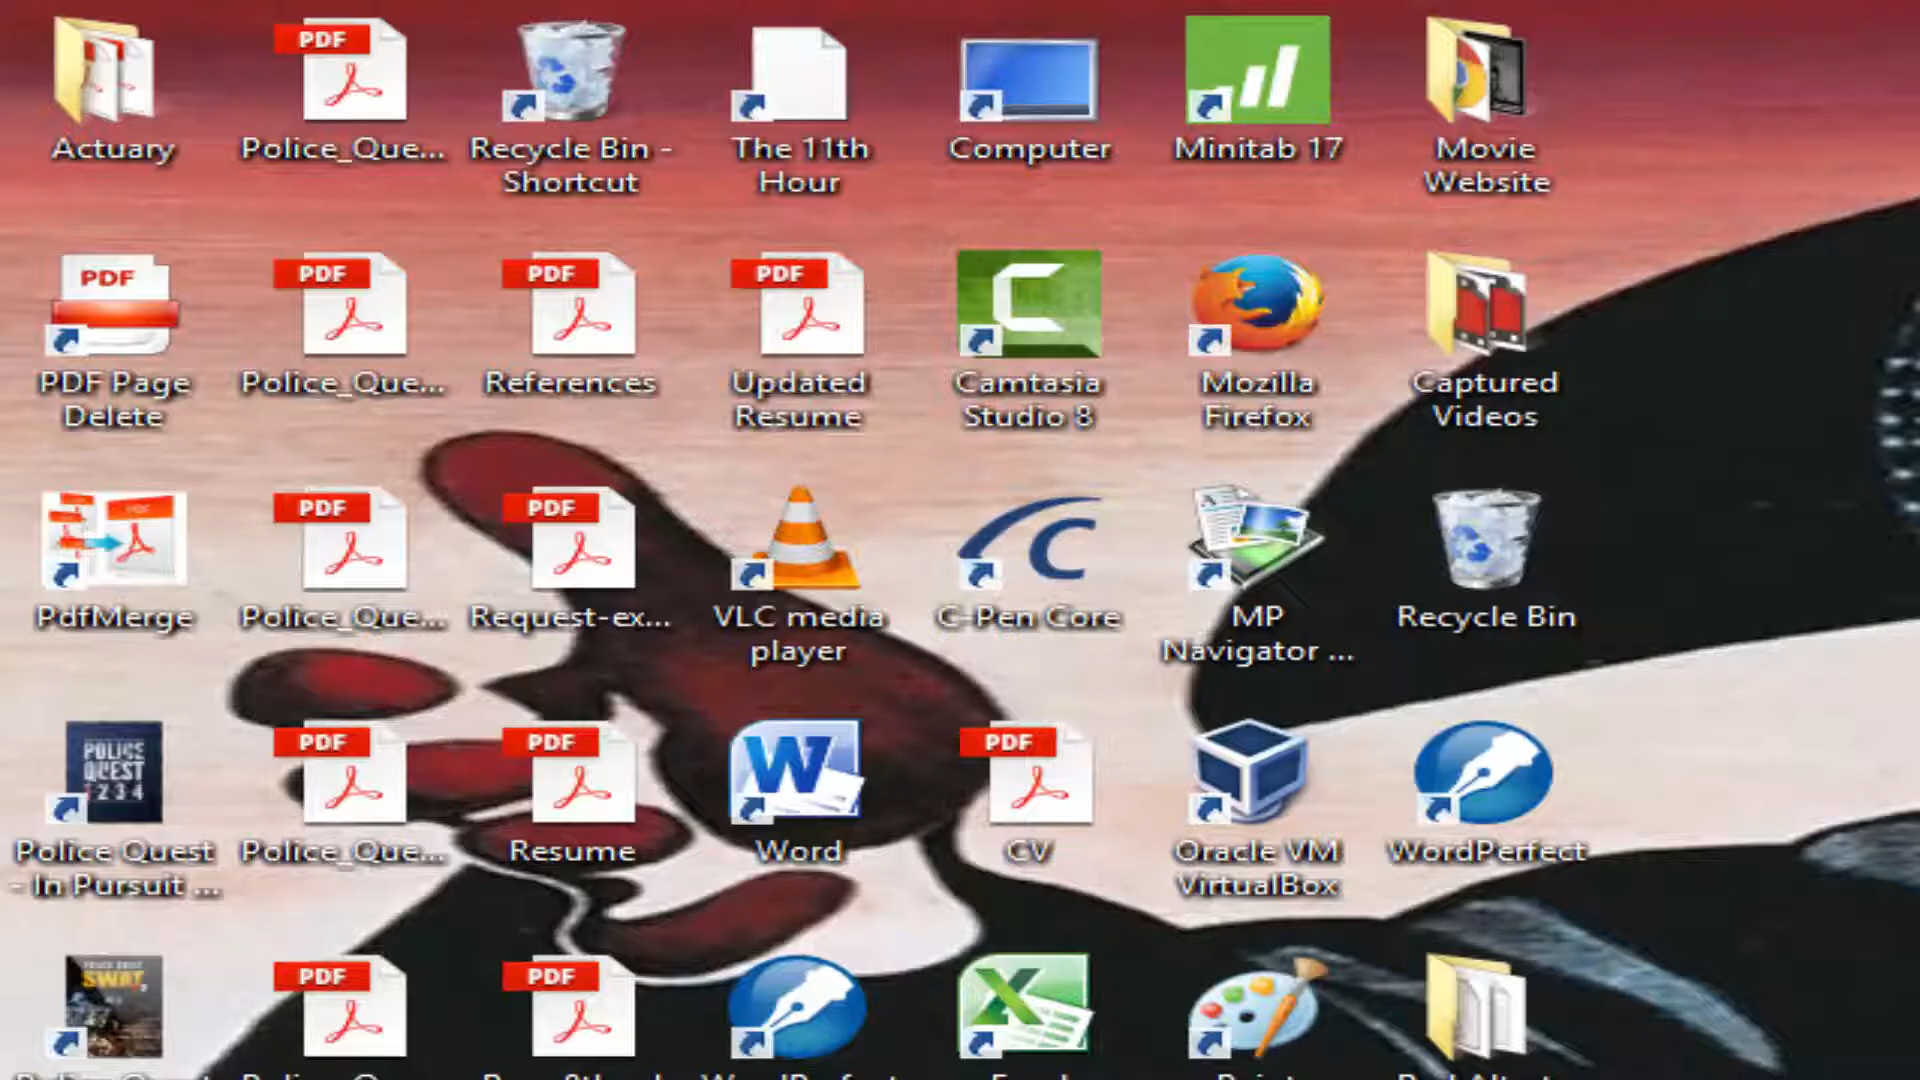 Actuary
Police_Que...
Recycle Bin -
Shortcut
The 11th
Hour
Computer
Minitab 17
Movie
Website
PDF
PDF Page
Delete
PDF
Police_Que...
PDF
References
PDF
Updated
Resume
Camtasia
Studio 8
Mozilla
Firefox
Captured
Videos
PdfMerge
PDF
Police_Que...
PDF
Request-ex...
VLC media
player
C-Pen Core
MP
Navigator ...
Recycle Bin
POLICE
QUEST
1 2 3 4
Police Quest
- In Pursuit ...
PDF
Police_Que...
PDF
Resume
Word
PDF
CV
Oracle VM
VirtualBox
WordPerfect
SWAT
PDF
PDF